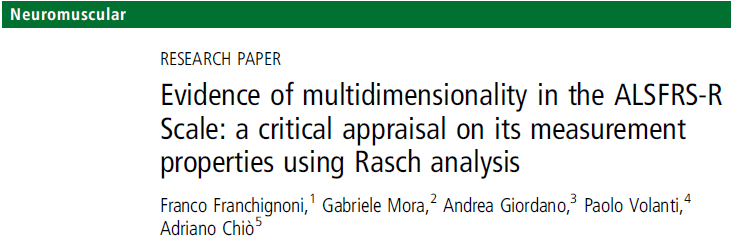 Neuromuscular
RESEARCH PAPER
Evidence of multidimensionality in the ALSFRS-R
Scale: a critical appraisal on its measurement
properties using Rasch analysis
Franco Franchignoni,1 Gabriele Mora,2 Andrea Giordano,3 Paolo Volanti,4
Adriano Chiò5